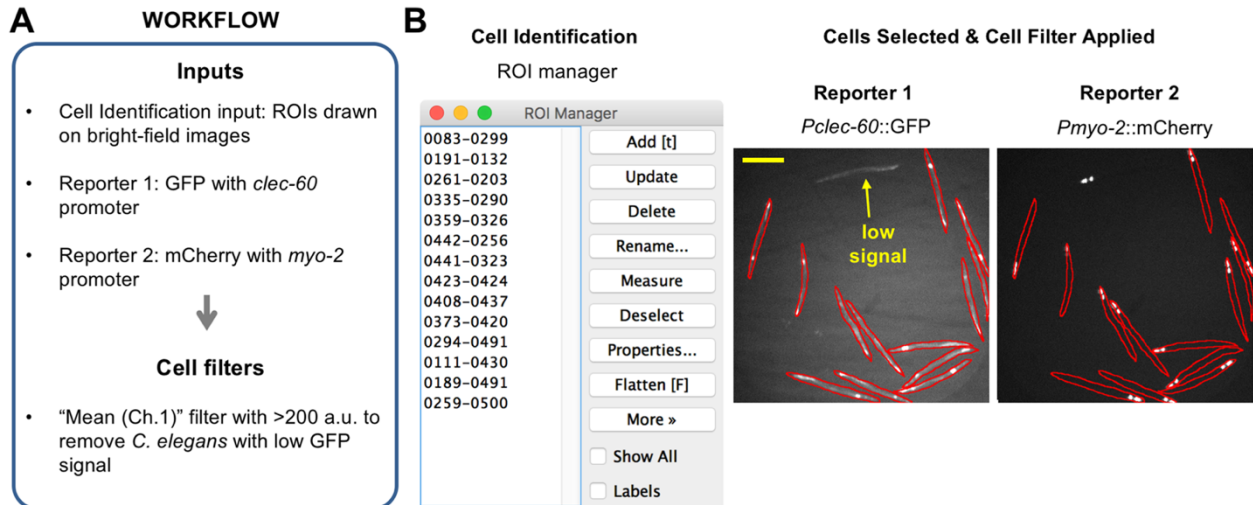 A
WORKFLOW
Inputs
• Cell Identification input: ROIs drawn
on bright-field images
• Reporter 1: GFP with clec-60
promoter
• Reporter 2: mCherry with myo-2
promoter
Cell filters
• “Mean (Ch.1)” filter with >200 a.u. to
remove C. elegans with low GFP
signal
B
Cell Identification
ROI manager
ROI Manager
0083-0299
0191-0132
0261-0203
0335-0290
0359-0326
0442-0256
0441-0323
0423-0424
0408-0437
0373-0420
0294-0491
0111-0430
0189-0491
0259-0500
Add [t]
Update
Delete
Rename...
Measure
Deselect
Properties...
Flatten [F]
More »
Show All
Labels
Cells Selected & Cell Filter Applied
Reporter 1
Pclec-60::GFP
low
signal
Reporter 2
Pmyo-2::mCherry